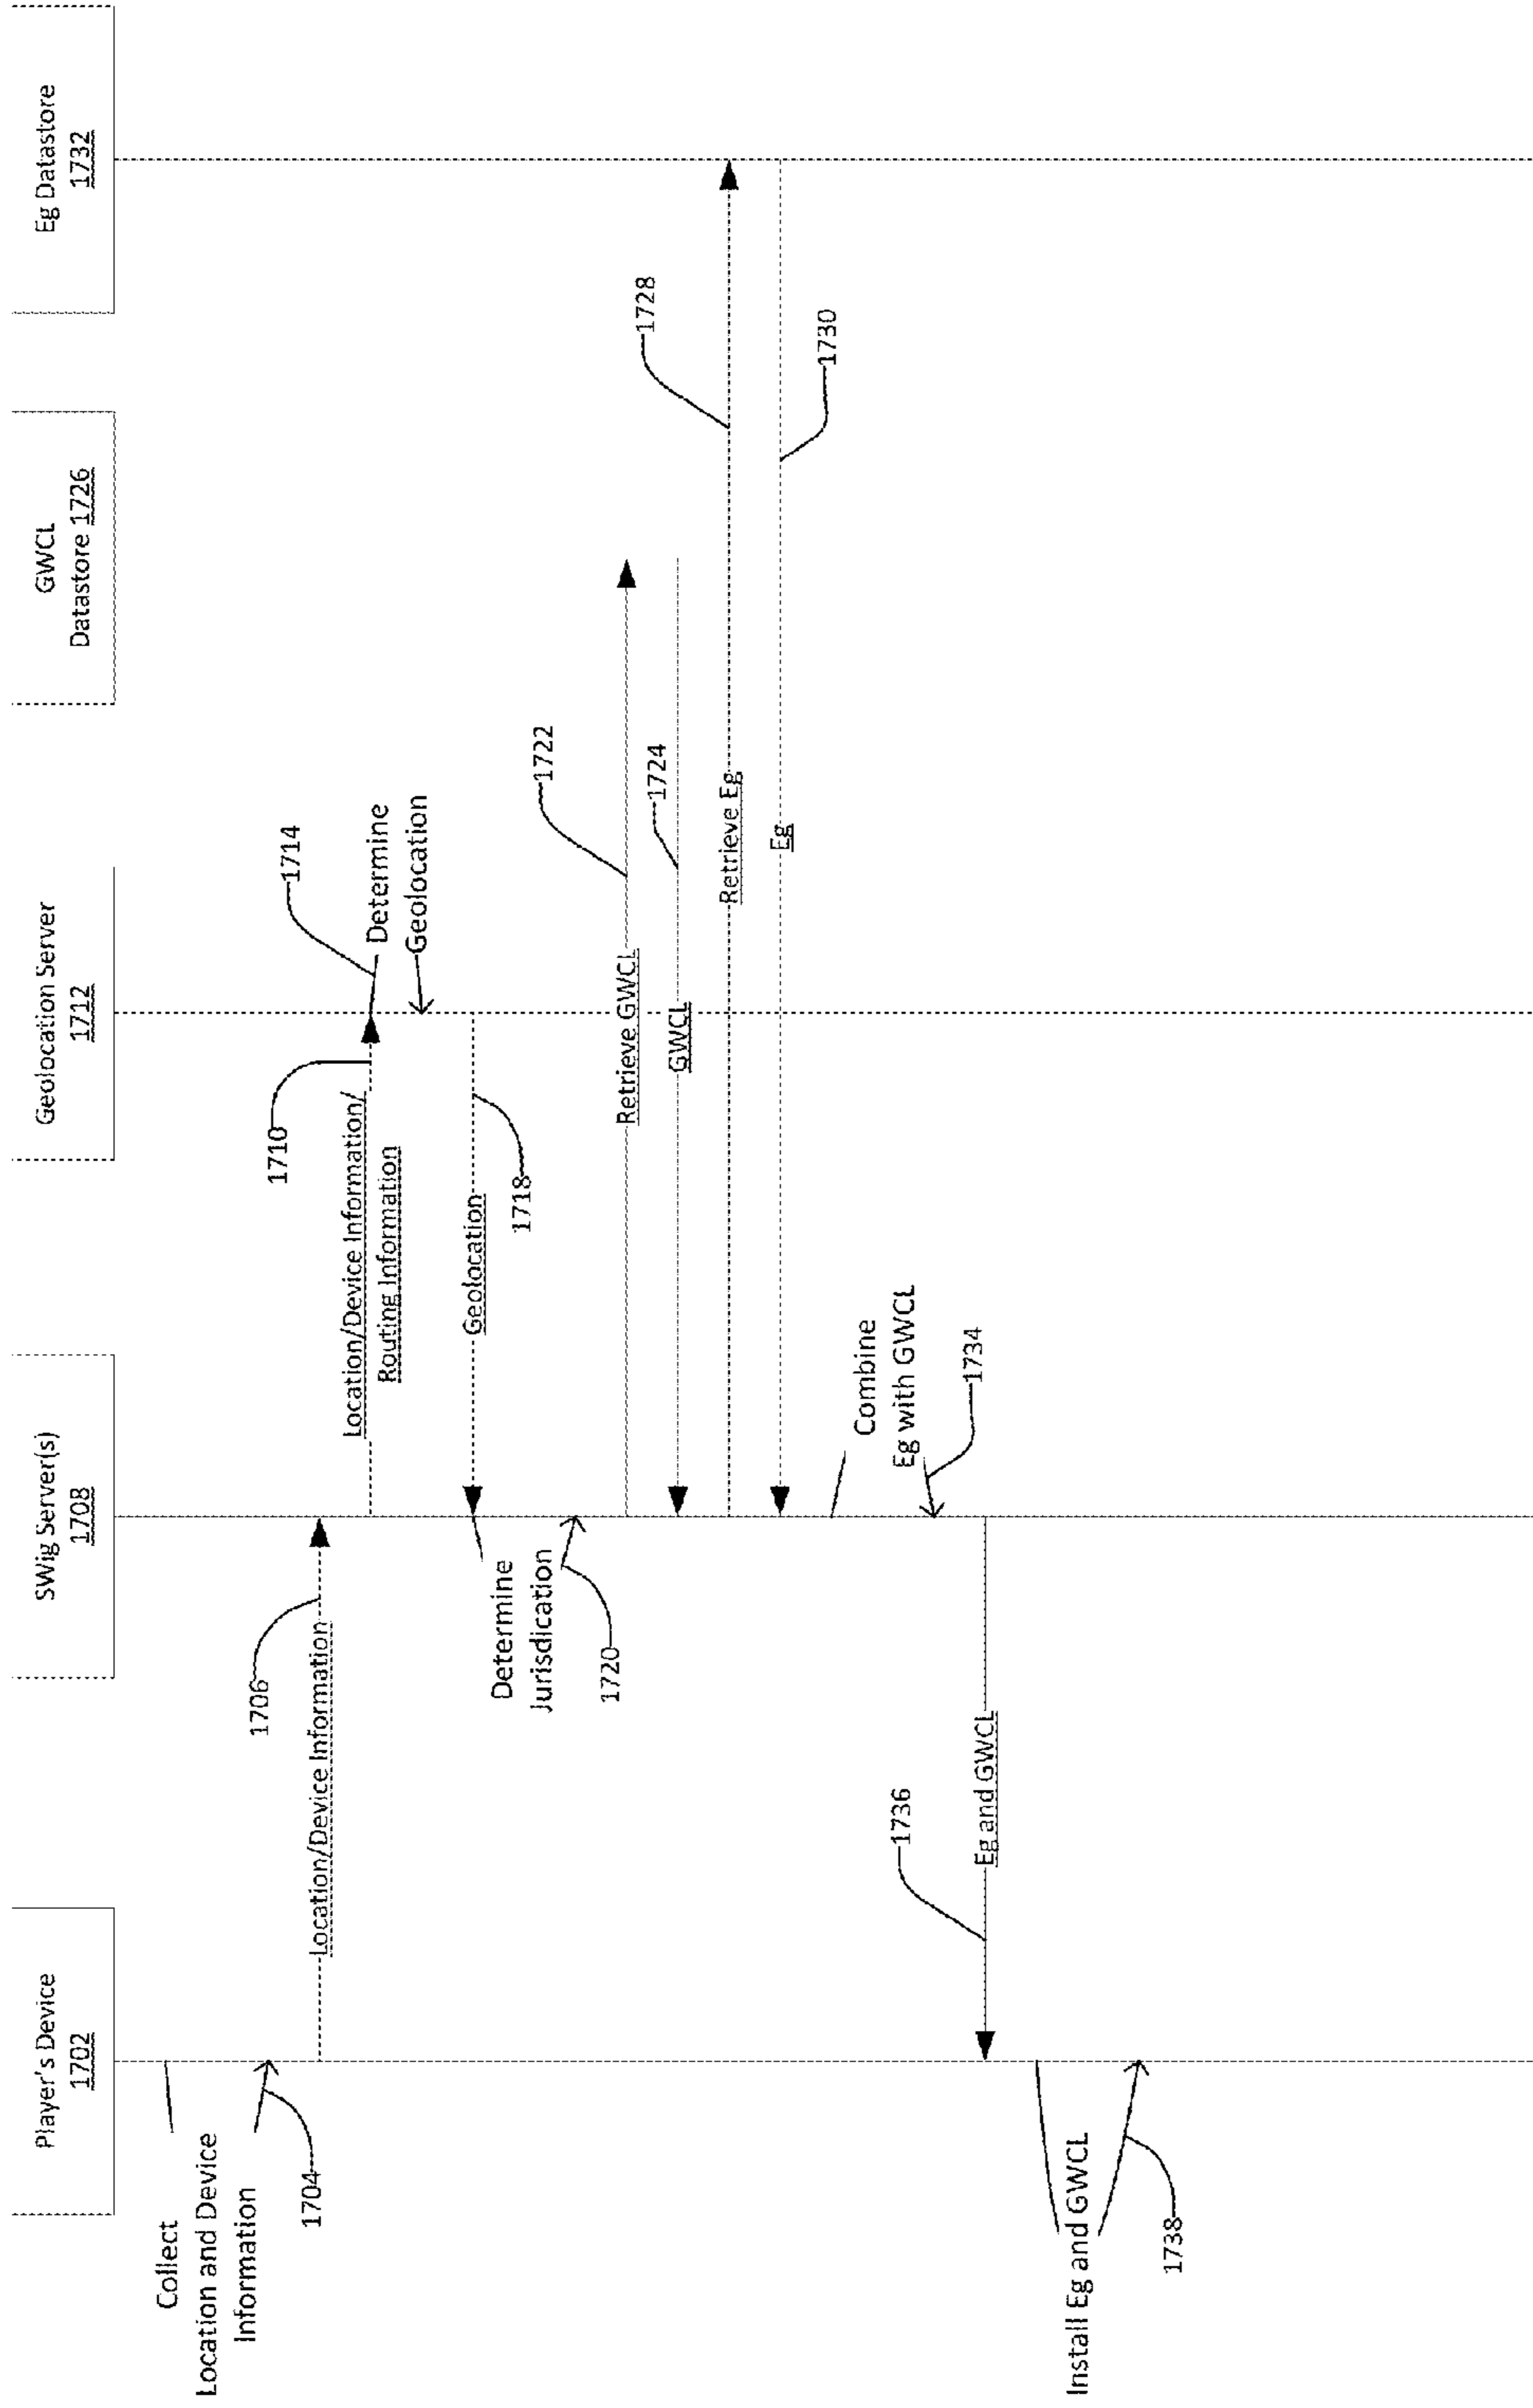 Player's Device
1702
SWig Server(s)
1708
Geolocation Server
1712
GWCL
Datastore 1726
Eg Datastore
1732
Collect
Location and Device
Information
1704
Location/Device Information
1706
Location/Device Information/
Routing Information
1710
1714
Determine
Geolocation
Geolocation
1718
Determine
Jurisdication
1720
Retrieve GWCL
1722
GWCL
1724
Retrieve Eg
1728
Eg
1730
Combine
Eg with GWCL
1734
Eg and GWCL
1736
Install Eg and GWCL
1738